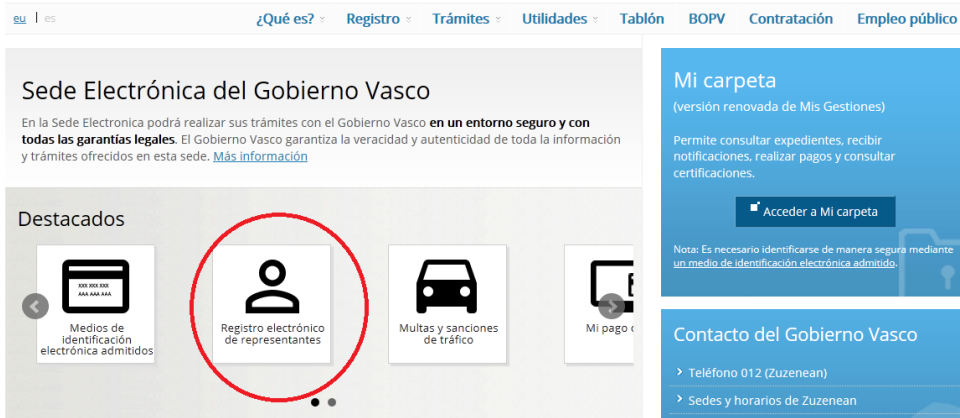 eu | es
¿Qué es? Registro Trámites Utilidades Tablón BOPV Contratación Empleo público
Sede Electrónica del Gobierno Vasco
En la Sede Electronica podrá realizar sus trámites con el Gobierno Vasco en un entorno seguro y con
todas las garantías legales. El Gobierno Vasco garantiza la veracidad y autenticidad de toda la información
y trámites ofrecidos en esta sede. Más información
Destacados
XXX XXX XXX
AAA AAA AAA
Medios de
identificación
electrónica admitidos
Registro electrónico
de representantes
Multas y sanciones
de tráfico
Mi pago
Mi carpeta
(versión renovada de Mis Gestiones)
Permite consultar expedientes, recibir
notificaciones, realizar pagos y consultar
certificaciones.
Acceder a Mi carpeta
Nota: Es necesario identificarse de manera segura mediante
un medio de identificación electrónica admitido.
Contacto del Gobierno Vasco
Teléfono 012 (Zuzenean)
Sedes y horarios de Zuzenean